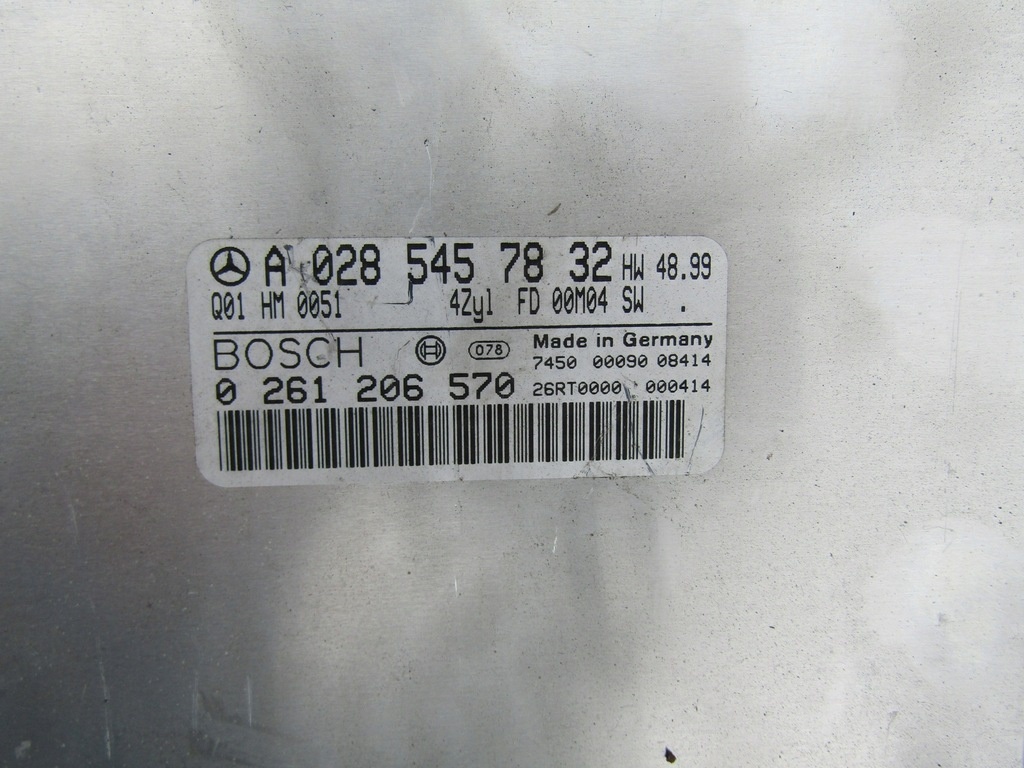 A 028 545 78 32 HW 48.99
Q01 HM 0051 4Zyl FD 00M04 SW .
BOSCH 078 Made in Germany
7450 00090 08414
0 261 206 570 26RT0000 000414